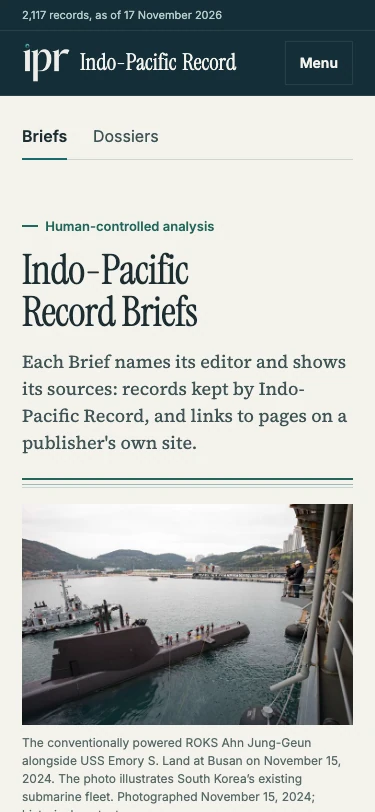 2,117 records, as of 17 November 2026
ipr Indo-Pacific Record
Menu
Briefs Dossiers
Human-controlled analysis
Indo-Pacific
Record Briefs
Each Brief names its editor and shows
its sources: records kept by Indo-
Pacific Record, and links to pages on a
publisher's own site.
The conventionally powered ROKS Ahn Jung-Geun
alongside USS Emory S. Land at Busan on November 15,
2024. The photo illustrates South Korea’s existing
submarine fleet. Photographed November 15, 2024;